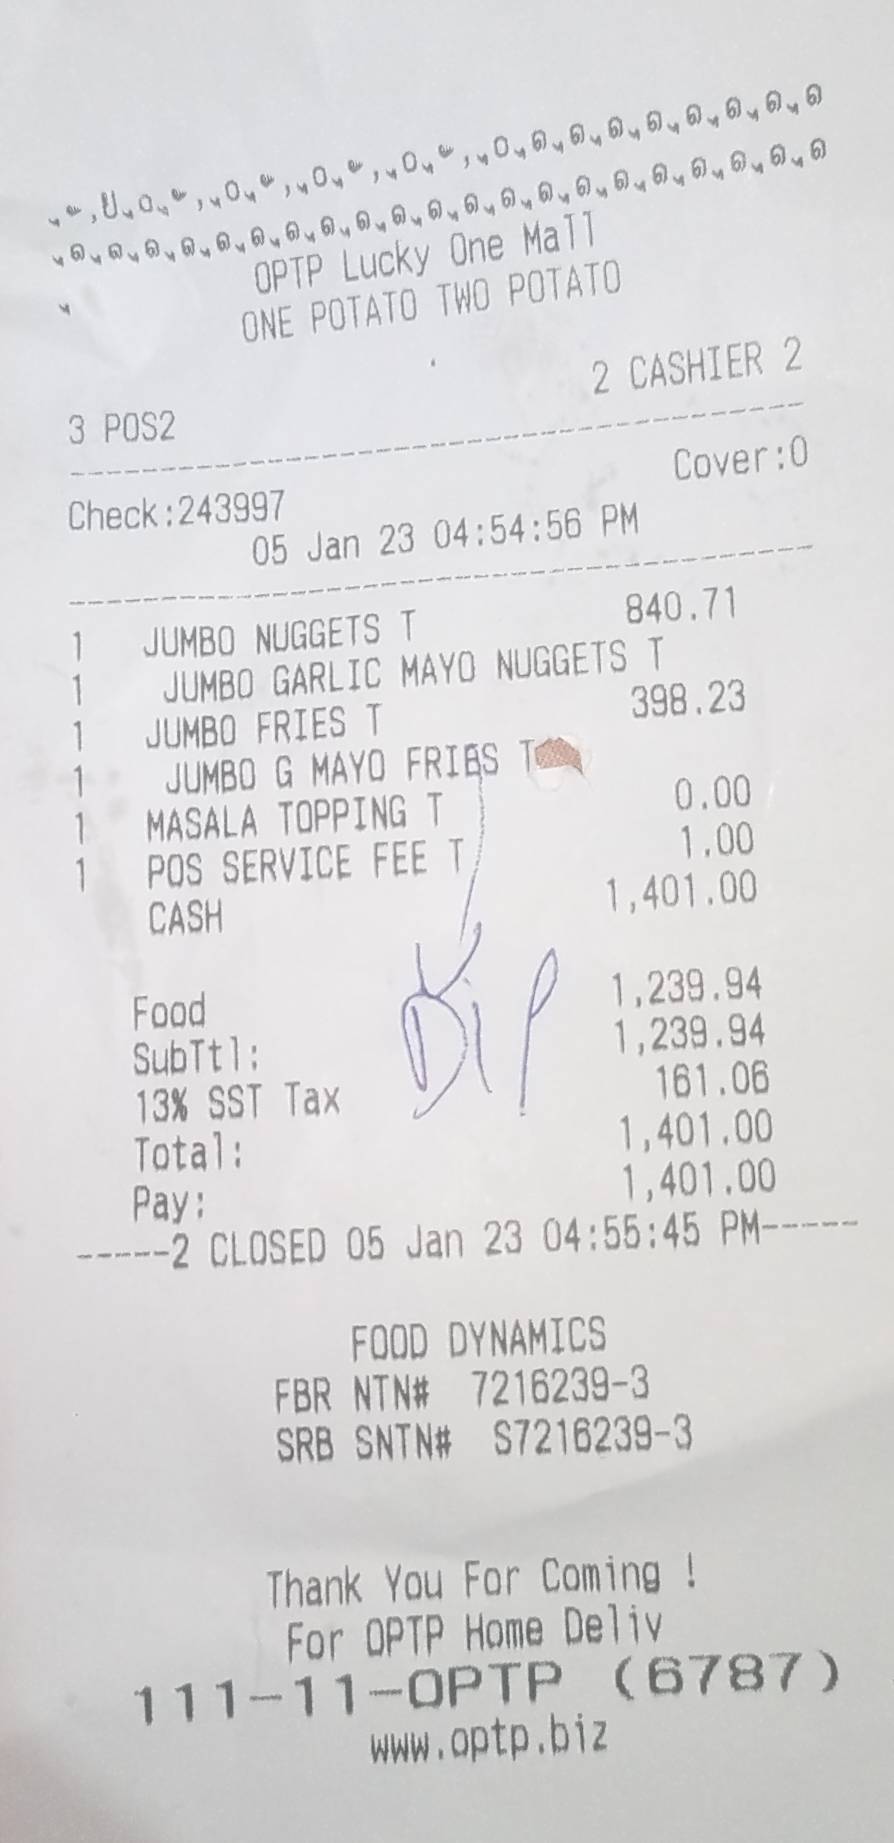 OPTP Lucky One Mall
ONE POTATO TWO POTATO
2 CASHIER 2
3 POS2
Cover:0
Check:243997
05 Jan 23 04:54:56 PM
1 JUMBO NUGGETS T 840.71
1 JUMBO GARLIC MAYO NUGGETS T
1 JUMBO FRIES T 398.23
1 JUMBO G MAYO FRIES T
1 MASALA TOPPING T 0.00
1 POS SERVICE FEE T 1.00
CASH 1,401.00
Dip
Food 1,239.94
SubTtl: 1,239.94
13% SST Tax 161.06
Total: 1,401.00
Pay: 1,401.00
-----2 CLOSED 05 Jan 23 04:55:45 PM-----
FOOD DYNAMICS
FBR NTN# 7216239-3
SRB SNTN# S7216239-3
Thank You For Coming !
For OPTP Home Deliv
111-11-OPTP (6787)
www.optp.biz